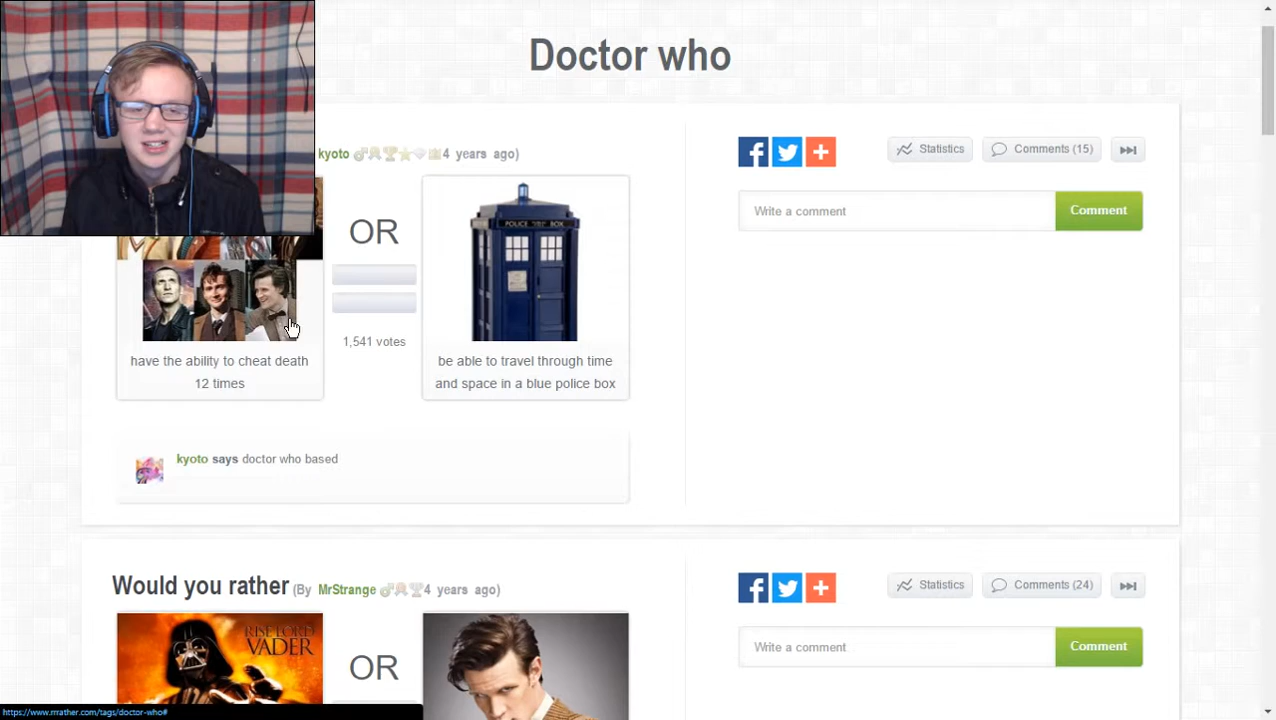 Doctor who
kyoto 4 years ago)
Statistics
Comments (15)
Write a comment
Comment
OR
POLICE BOX
1,541 votes
have the ability to cheat death
12 times
be able to travel through time
and space in a blue police box
kyoto says doctor who based
Would you rather (By MrStrange 4 years ago)
Statistics
Comments (24)
Write a comment
Comment
RISE LORD
VADER
OR
https://www.rrrather.com/tags/doctor-who#